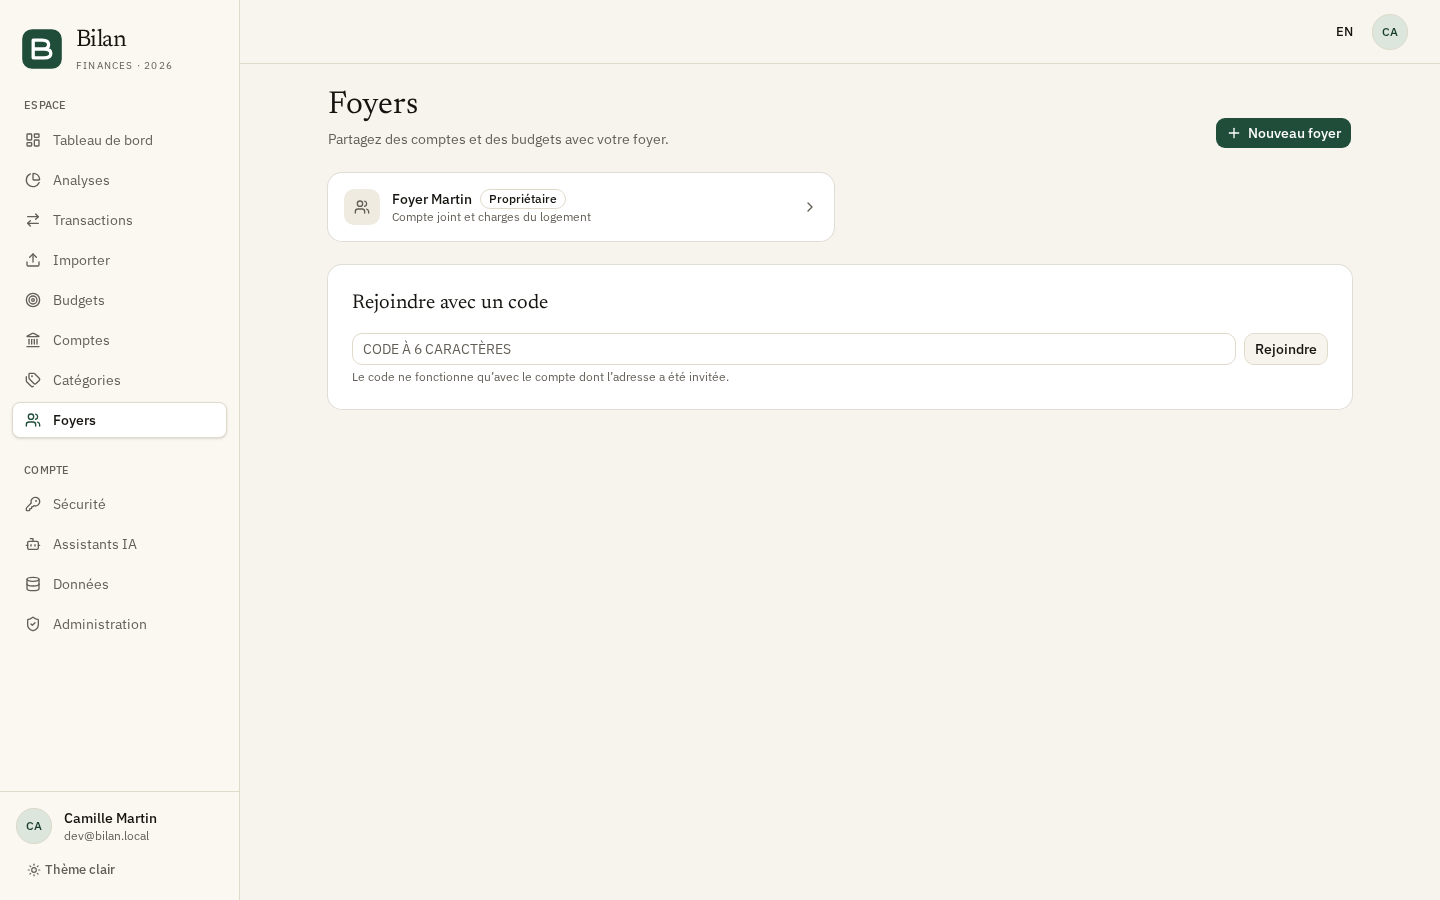 Bilan
FINANCES · 2026
ESPACE
Tableau de bord
Analyses
Transactions
Importer
Budgets
Comptes
Catégories
Foyers
COMPTE
Sécurité
Assistants IA
Données
Administration
CA
Camille Martin
dev@bilan.local
Thème clair
EN
CA
Foyers
Partagez des comptes et des budgets avec votre foyer.
Nouveau foyer
Foyer Martin
Propriétaire
Compte joint et charges du logement
Rejoindre avec un code
CODE À 6 CARACTÈRES
Rejoindre
Le code ne fonctionne qu’avec le compte dont l’adresse a été invitée.